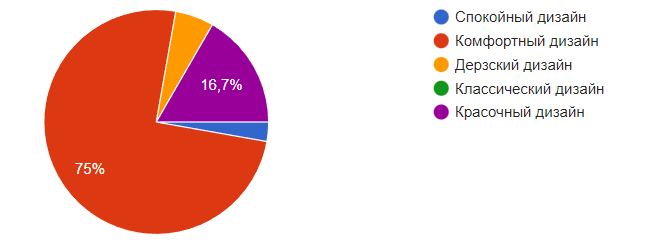 Спокойный дизайн
Комфортный дизайн
Дерзский дизайн
Классический дизайн
Красочный дизайн
16,7%
75%